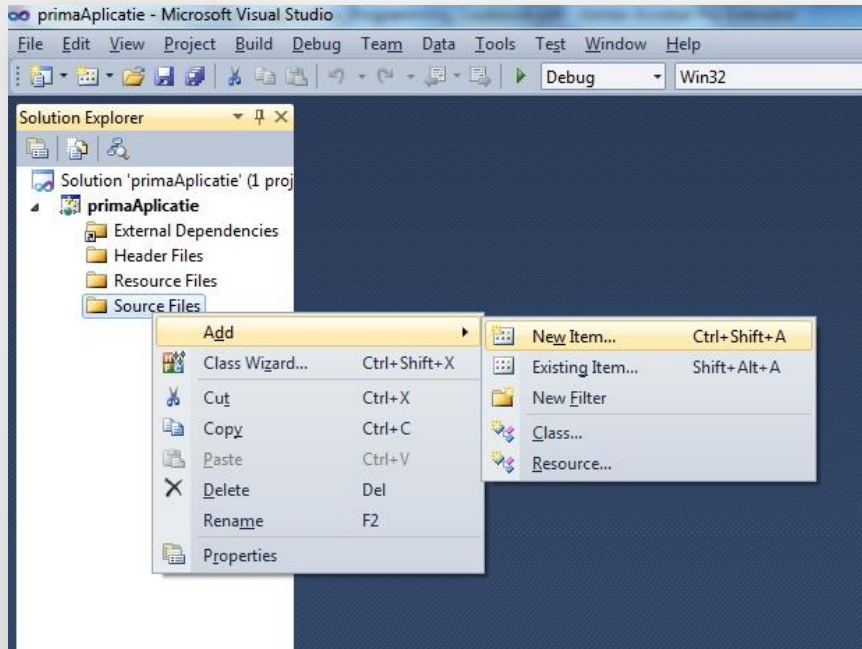 primaAplicatie - Microsoft Visual Studio
File Edit View Project Build Debug Team Data Tools Test Window Help
Debug Win32
Solution Explorer
Solution 'primaAplicatie' (1 proj
primaAplicatie
External Dependencies
Header Files
Resource Files
Source Files
Add
Class Wizard... Ctrl+Shift+X
Cut Ctrl+X
Copy Ctrl+C
Paste Ctrl+V
Delete Del
Rename F2
Properties
New Item... Ctrl+Shift+A
Existing Item... Shift+Alt+A
New Filter
Class...
Resource...